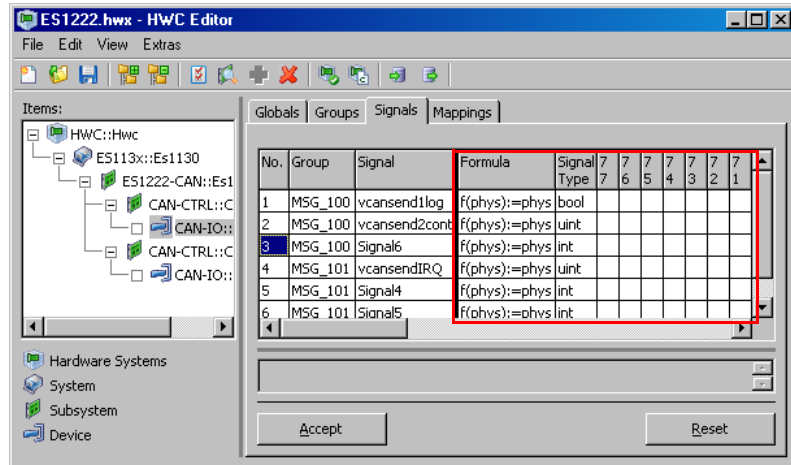 ES1222.hwx - HWC Editor
File Edit View Extras
Items:
HWC::Hwc
ES113x::Es1130
ES1222-CAN::Es1
CAN-CTRL::C
CAN-IO::
CAN-CTRL::C
CAN-IO::
Hardware Systems
System
Subsystem
Device
Globals Groups Signals Mappings
No. Group Signal Formula Signal Type 7 7 7 6 7 5 7 4 7 3 7 2 7 1
1 MSG_100 vcansend1log f(phys):=phys bool
2 MSG_100 vcansend2cont f(phys):=phys uint
3 MSG_100 Signal6 f(phys):=phys int
4 MSG_101 vcansendIRQ f(phys):=phys uint
5 MSG_101 Signal4 f(phys):=phys int
6 MSG_101 Signal5 f(phys):=phys int
Accept Reset